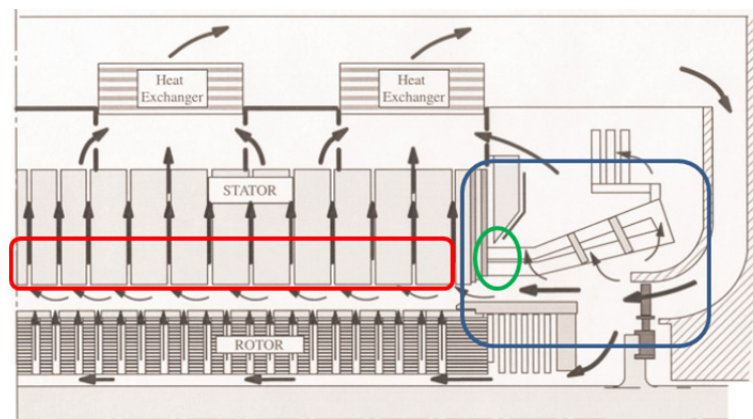 Heat
Exchanger
Heat
Exchanger
STATOR
ROTOR